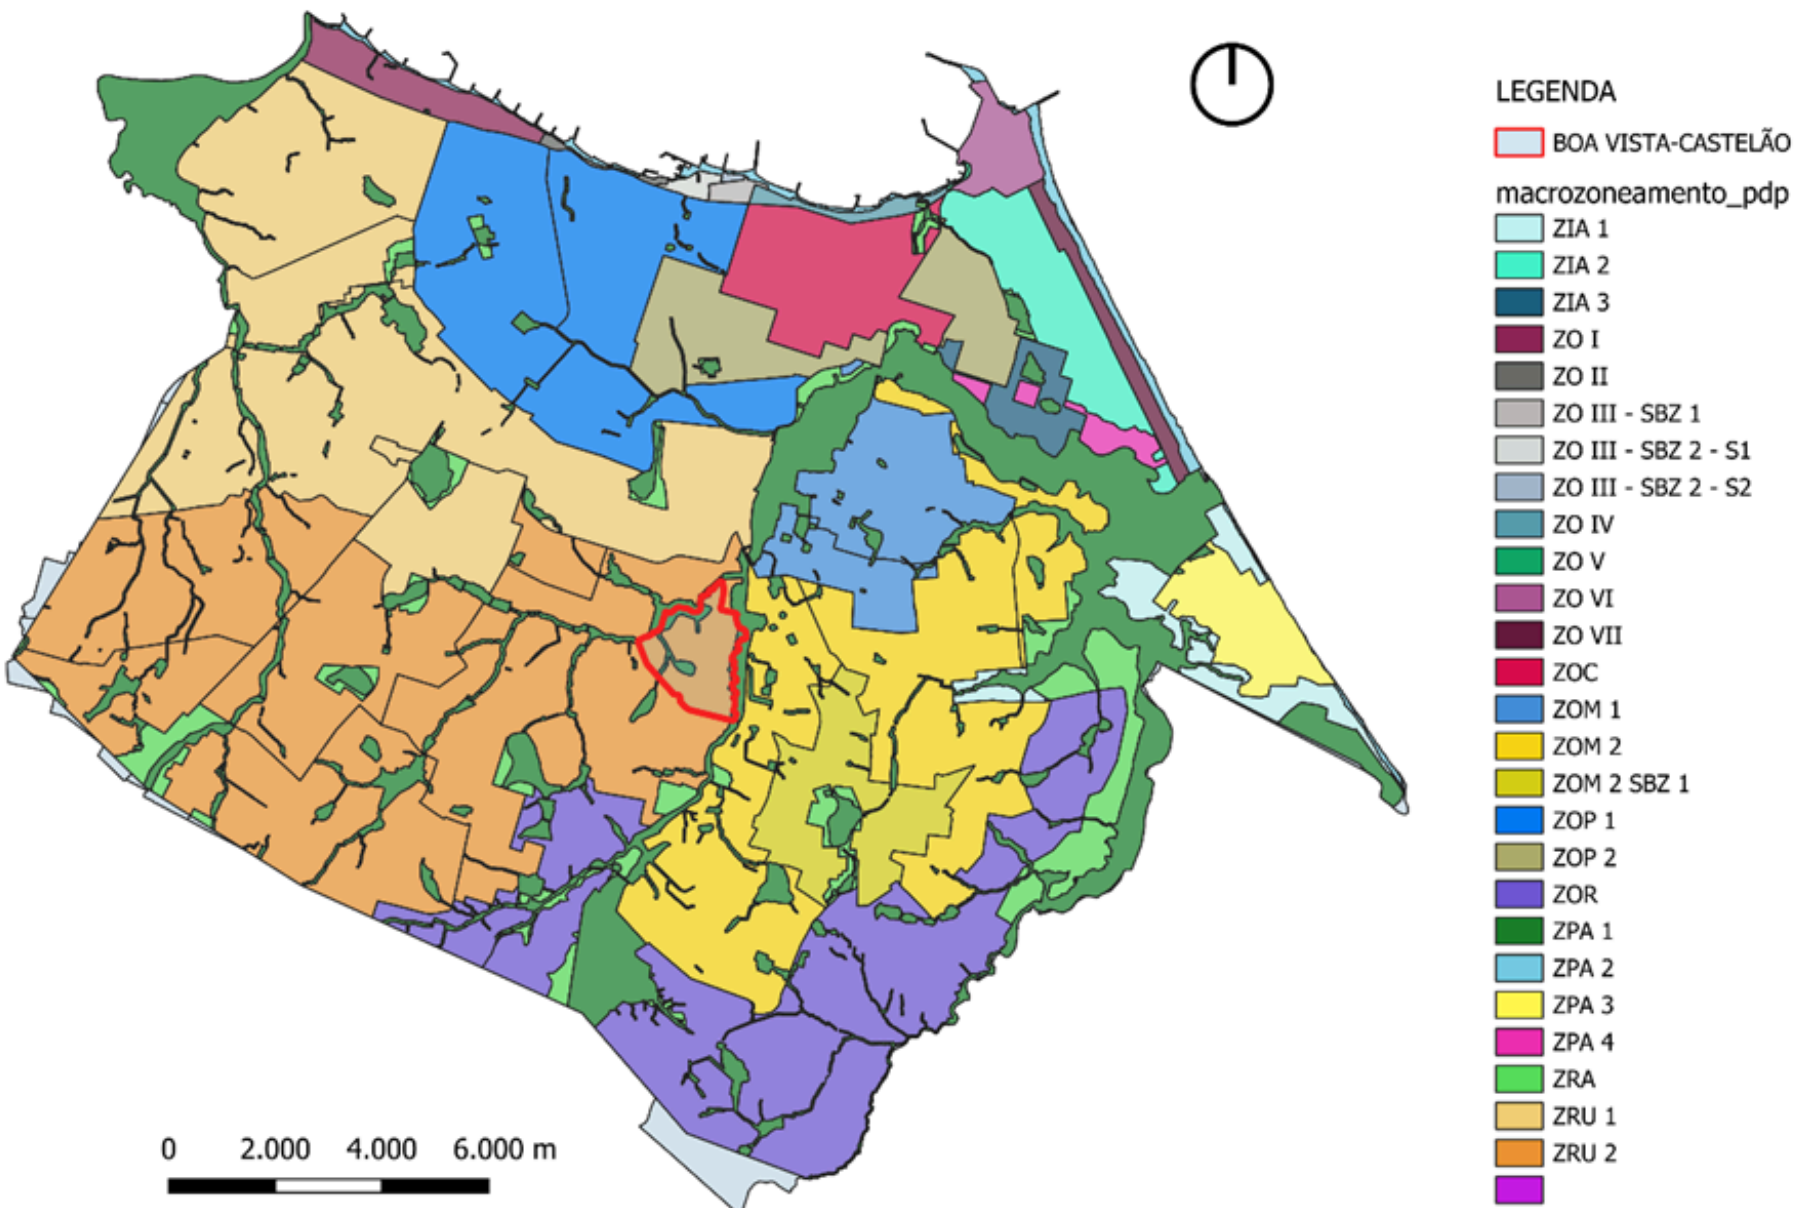 LEGENDA
BOA VISTA-CASTELÃO
macrozoneamento_pdp
ZIA 1
ZIA 2
ZIA 3
ZO I
ZO II
ZO III - SBZ 1
ZO III - SBZ 2 - S1
ZO III - SBZ 2 - S2
ZO IV
ZO V
ZO VI
ZO VII
ZOC
ZOM 1
ZOM 2
ZOM 2 SBZ 1
ZOP 1
ZOP 2
ZOR
ZPA 1
ZPA 2
ZPA 3
ZPA 4
ZRA
ZRU 1
ZRU 2
0 2.000 4.000 6.000 m